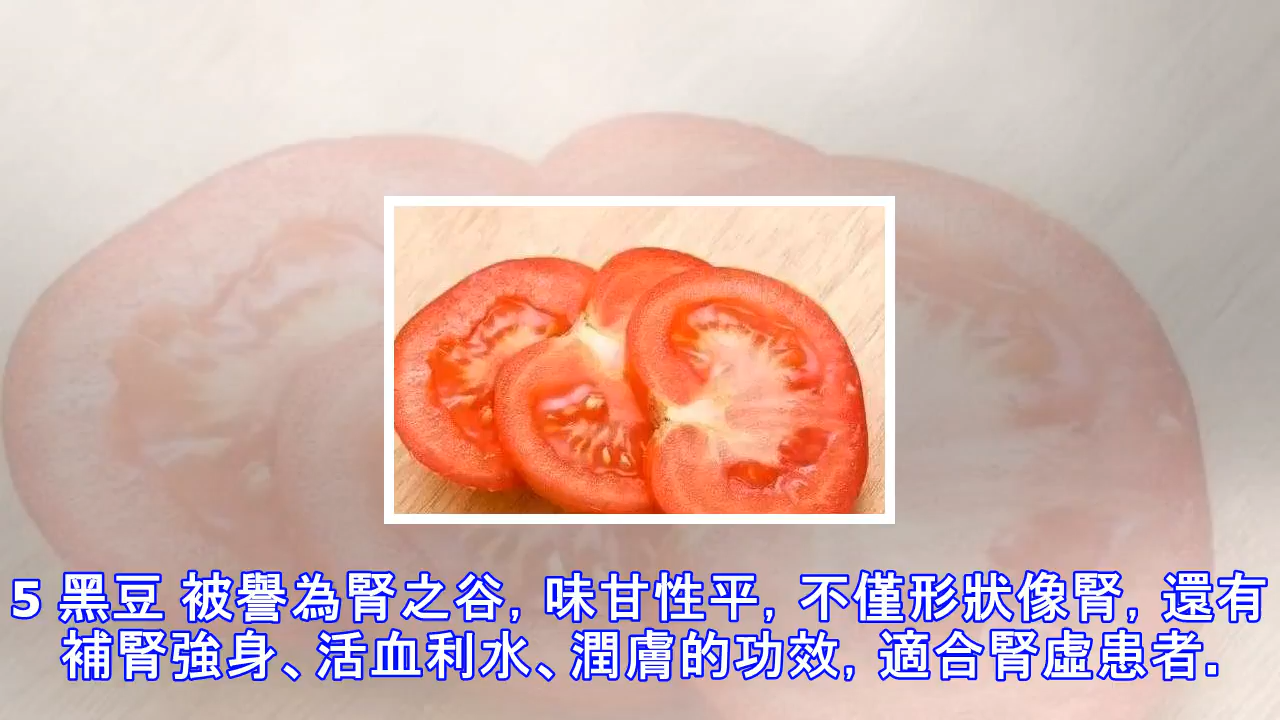 5 黑豆 被譽為腎之谷, 味甘性平, 不僅形狀像腎, 還有
補腎強身、活血利水、潤膚的功效, 適合腎虛患者.